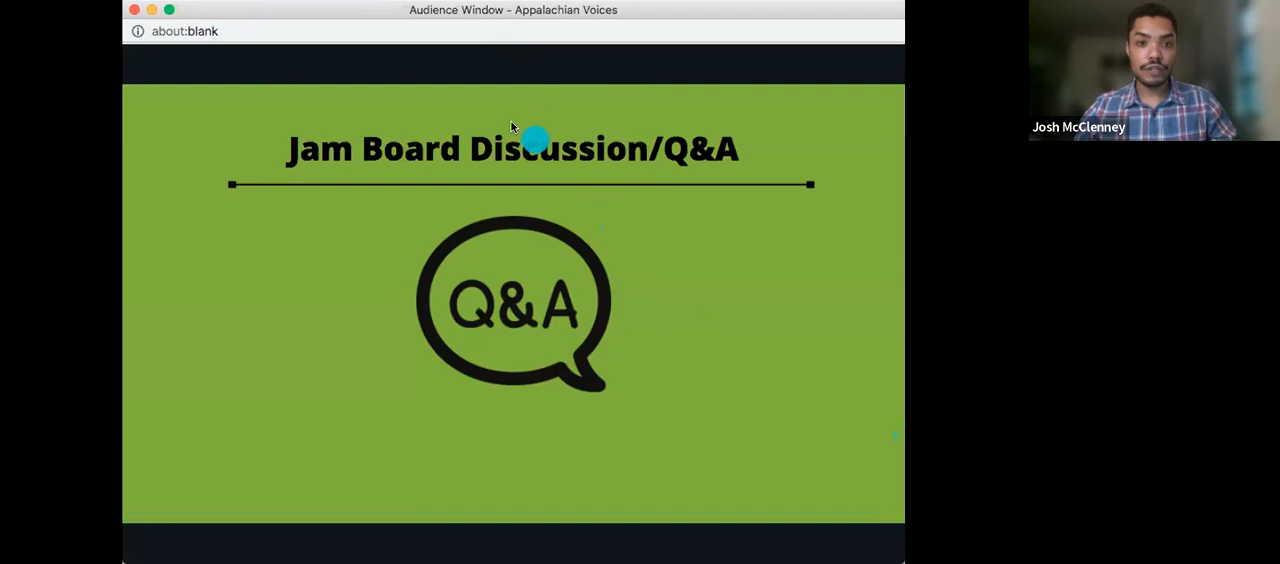 Audience Window - Appalachian Voices
about:blank
Jam Board Discussion/Q&A
Q&A
Josh McClenney